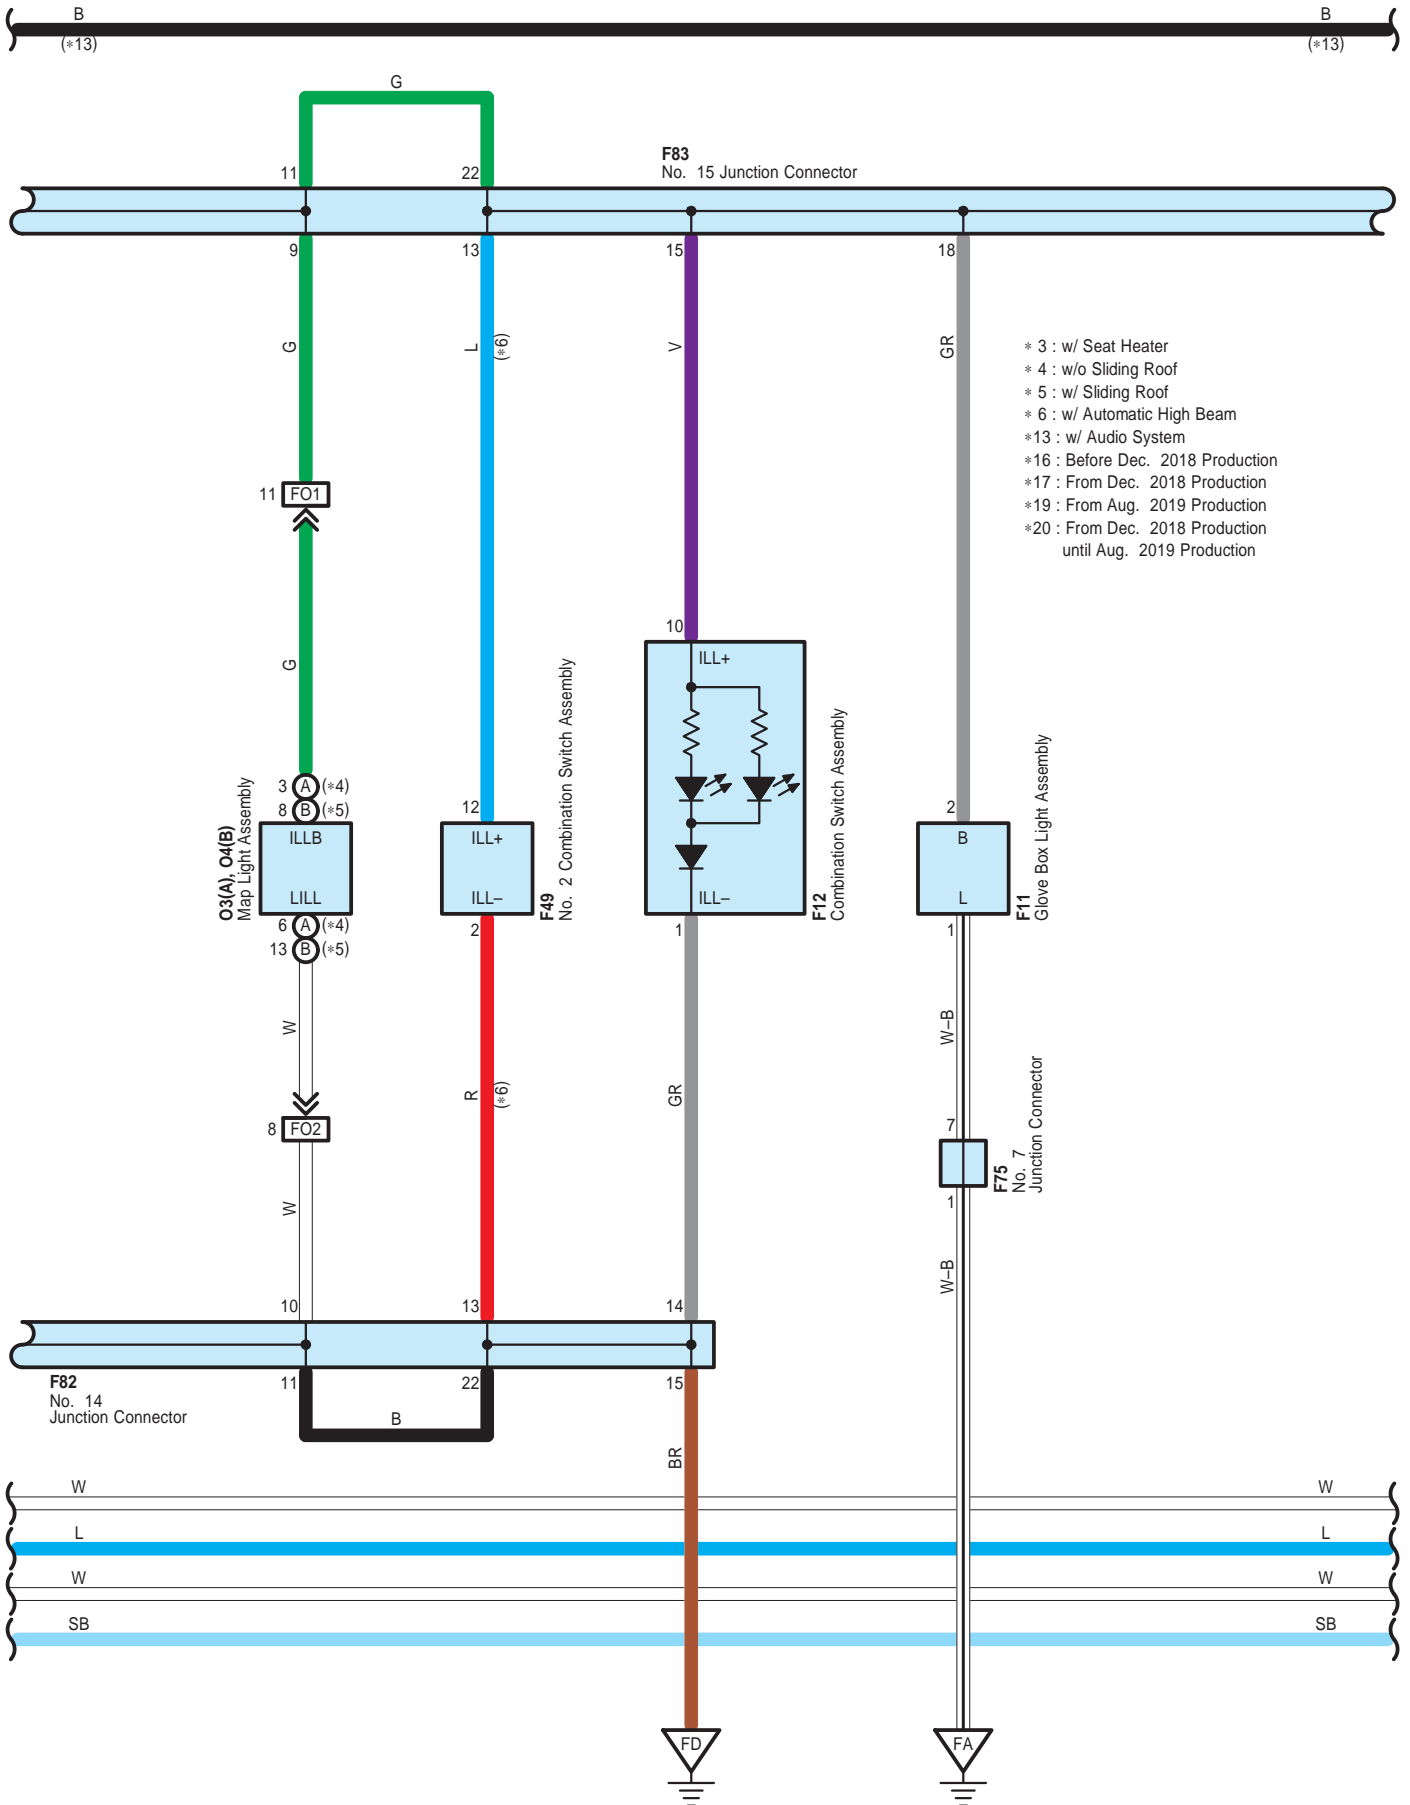 B
B
(*13)
(*13)
G
F83
No. 15 Junction Connector
11
22
9
13
15
18
G
L
(*6)
V
GR
* 3 : w/ Seat Heater
* 4 : w/o Sliding Roof
* 5 : w/ Sliding Roof
* 6 : w/ Automatic High Beam
*13 : w/ Audio System
*16 : Before Dec. 2018 Production
*17 : From Dec. 2018 Production
*19 : From Aug. 2019 Production
*20 : From Dec. 2018 Production
until Aug. 2019 Production
11 FO1
G
10
ILL+
3 A (*4)
8 B (*5)
12
2
ILLB
ILL+
B
O3(A), O4(B)
Map Light Assembly
F49
No. 2 Combination Switch Assembly
F12
Combination Switch Assembly
F11
Glove Box Light Assembly
LILL
ILL–
ILL–
L
6 A (*4)
13 B (*5)
2
1
1
W
R
(*6)
GR
W–B
8 FO2
7
F75
No. 7
Junction Connector
1
W
W–B
10
13
14
F82
No. 14
Junction Connector
11
22
15
B
BR
W
W
L
L
W
W
SB
SB
FD
FA